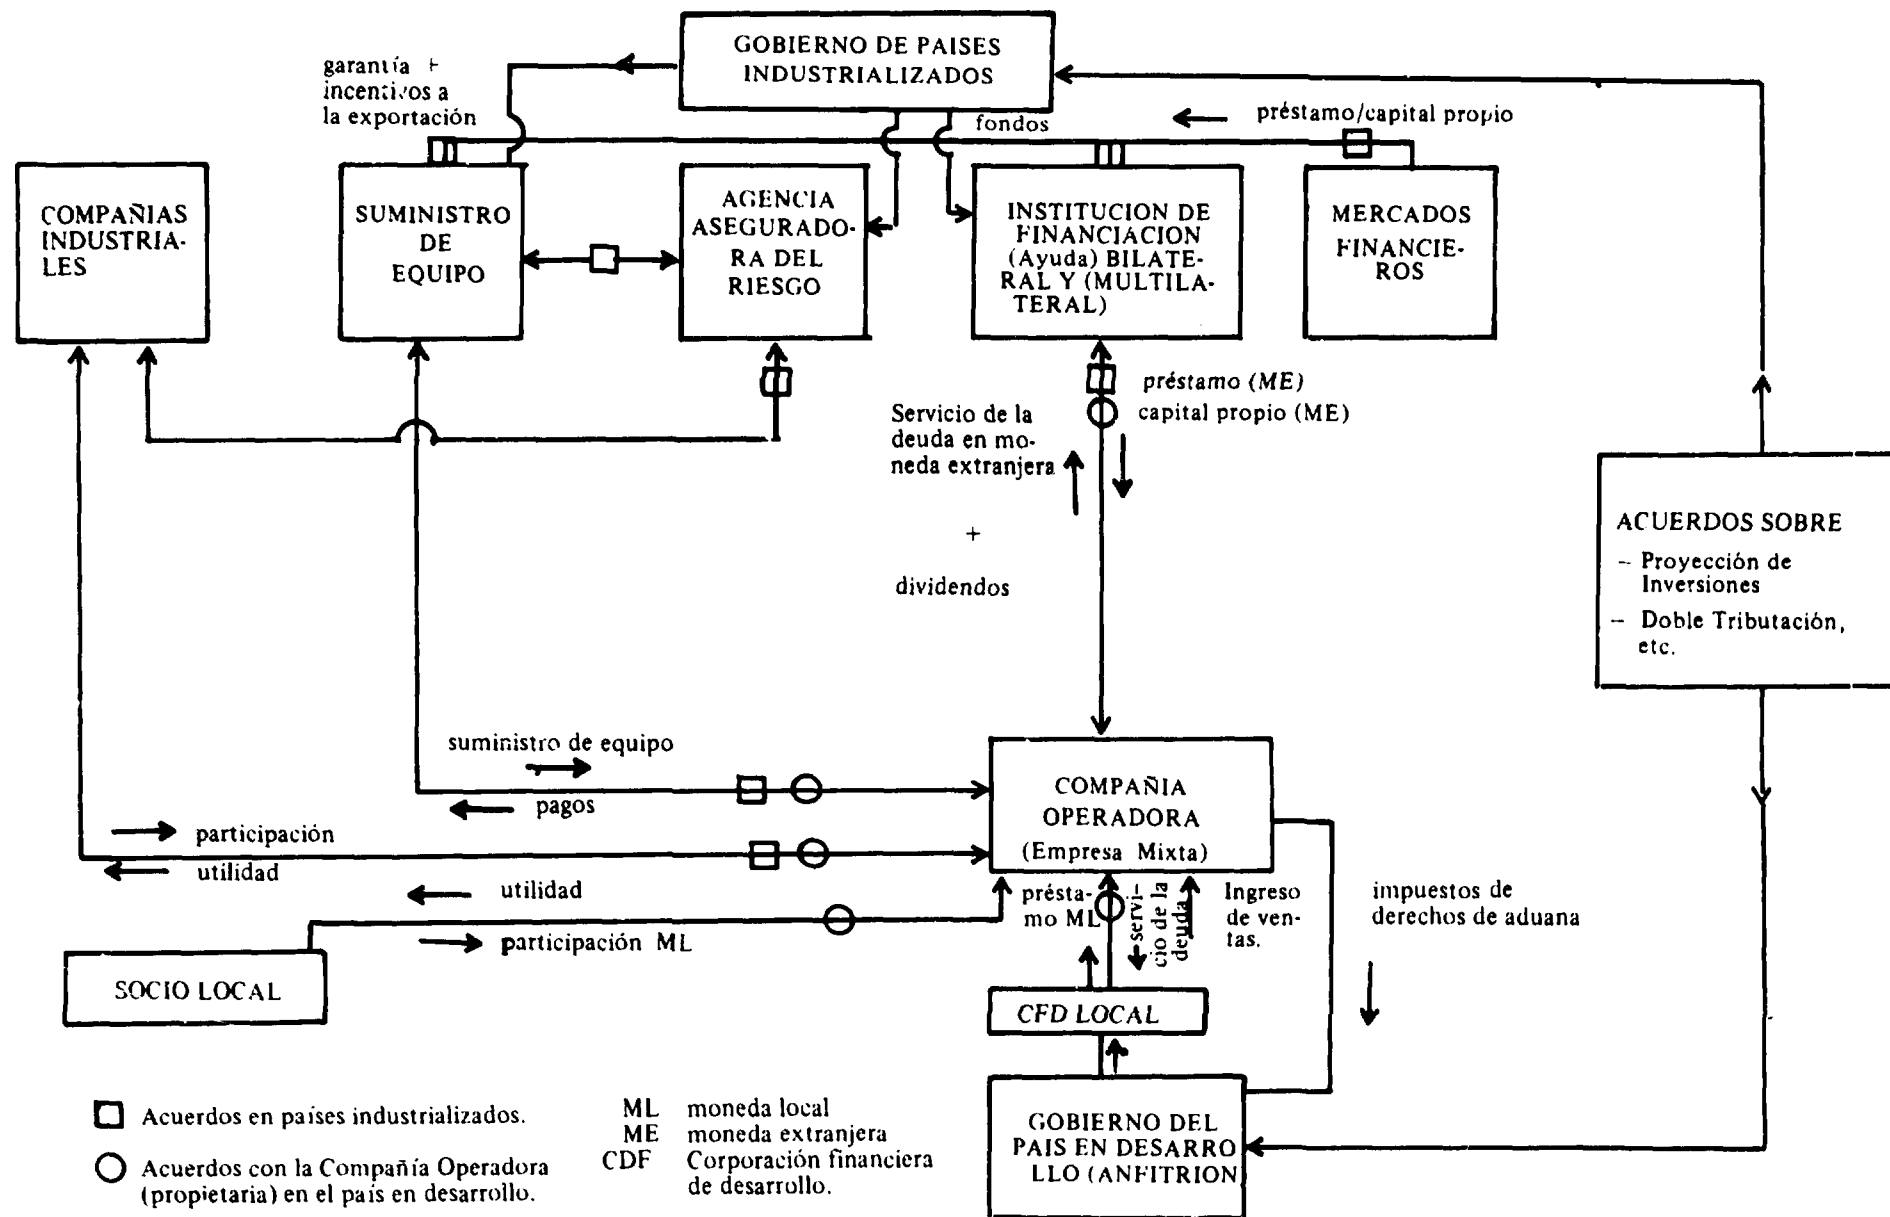 GOBIERNO DE PAISES
INDUSTRIALIZADOS
garantía +
incentivos a
la exportación
fondos
préstamo/capital propio
COMPAÑIAS
INDUSTRIA-
LES
SUMINISTRO
DE
EQUIPO
AGENCIA
ASEGURADO-
RA DEL
RIESGO
INSTITUCION DE
FINANCIACION
(Ayuda) BILATE-
RAL Y (MULTILA-
TERAL)
MERCADOS
FINANCIE-
ROS
préstamo (ME)
capital propio (ME)
Servicio de la
deuda en mo-
neda extranjera
+
dividendos
ACUERDOS SOBRE
– Proyección de
Inversiones
– Doble Tributación,
etc.
suministro de equipo
pagos
participación
utilidad
utilidad
participación ML
SOCIO LOCAL
COMPAÑIA
OPERADORA
(Empresa Mixta)
présta-
mo ML
servi-
cio de la
deuda
Ingreso
de ven-
tas.
impuestos de
derechos de aduana
CFD LOCAL
GOBIERNO DEL
PAIS EN DESARRO
LLO (ANFITRION
Acuerdos en países industrializados.
Acuerdos con la Compañía Operadora
(propietaria) en el país en desarrollo.
ML moneda local
ME moneda extranjera
CDF Corporación financiera
de desarrollo.